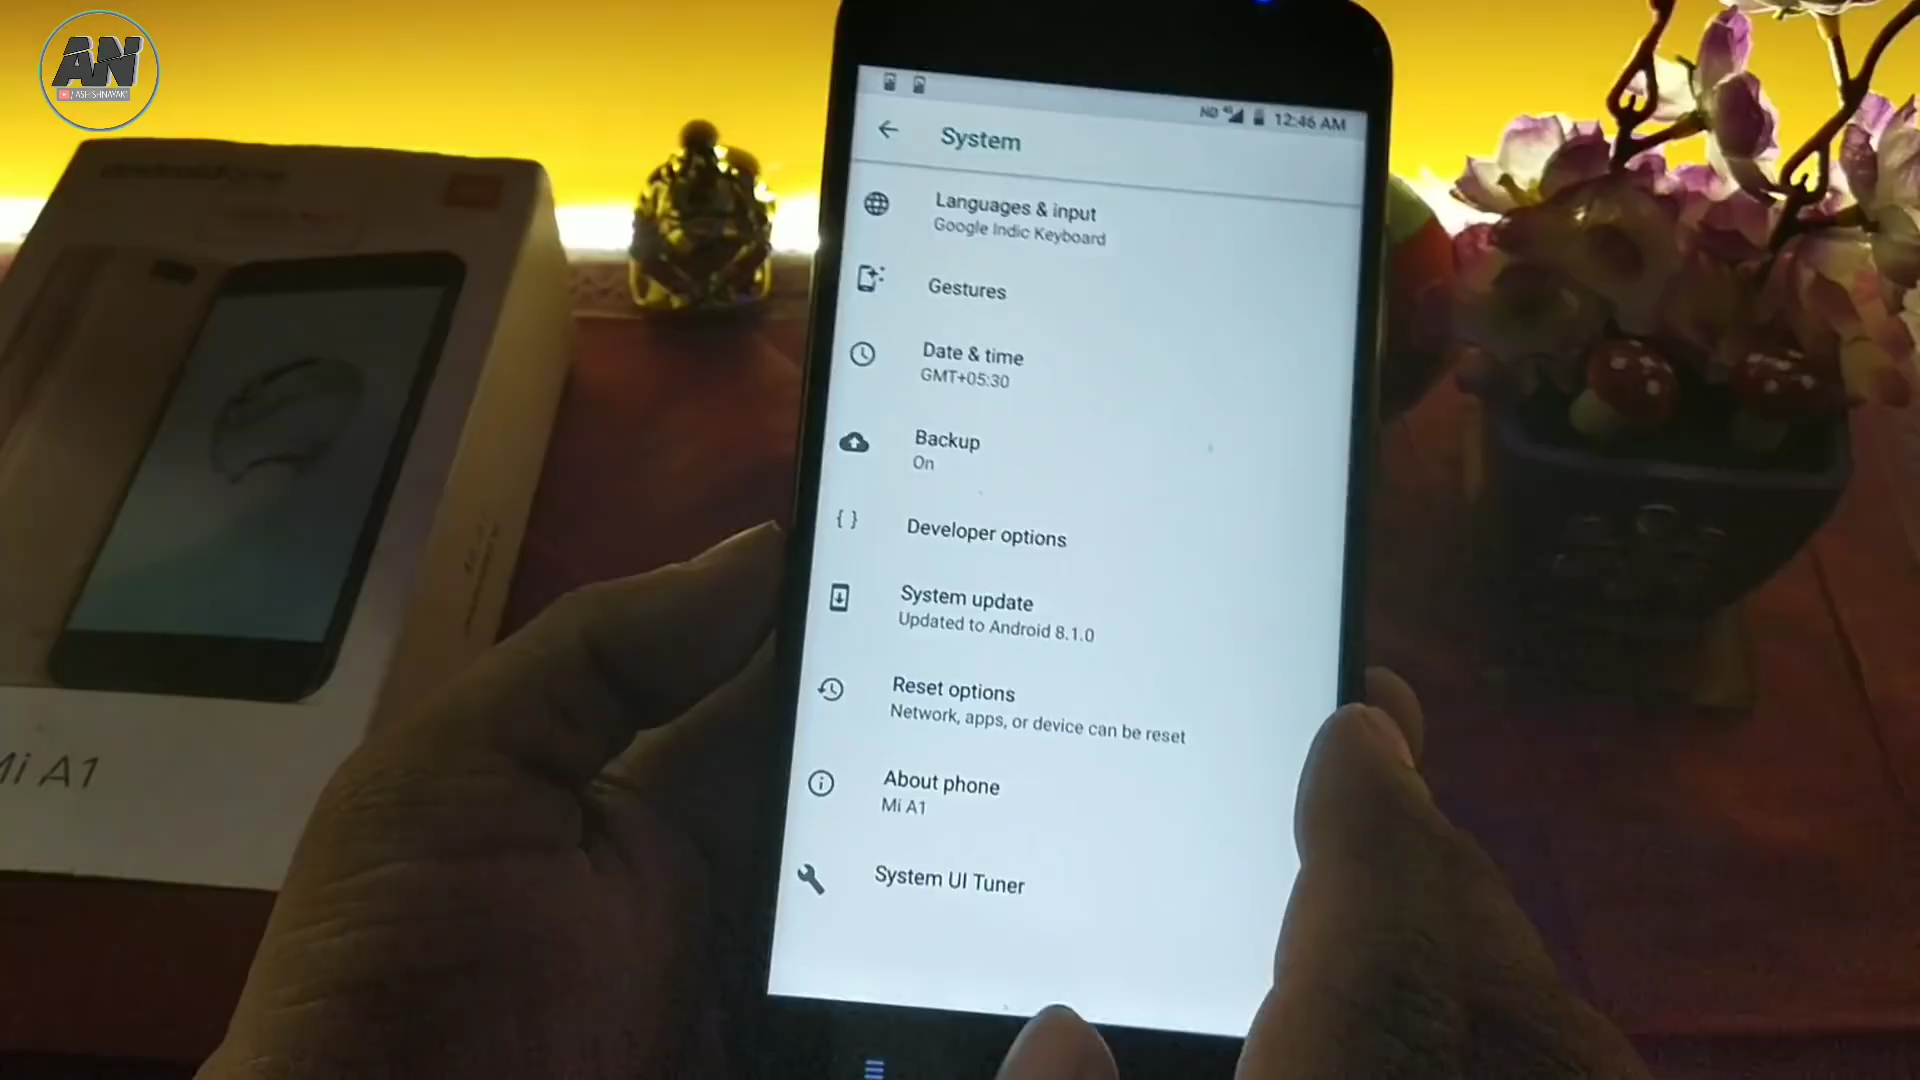 AN
/ASHISHNAYAK1
12:46 AM
System
Languages & input
Google Indic Keyboard
Gestures
Date & time
GMT+05:30
Backup
On
{ } Developer options
System update
Updated to Android 8.1.0
Reset options
Network, apps, or device can be reset
About phone
Mi A1
System UI Tuner
Mi A1